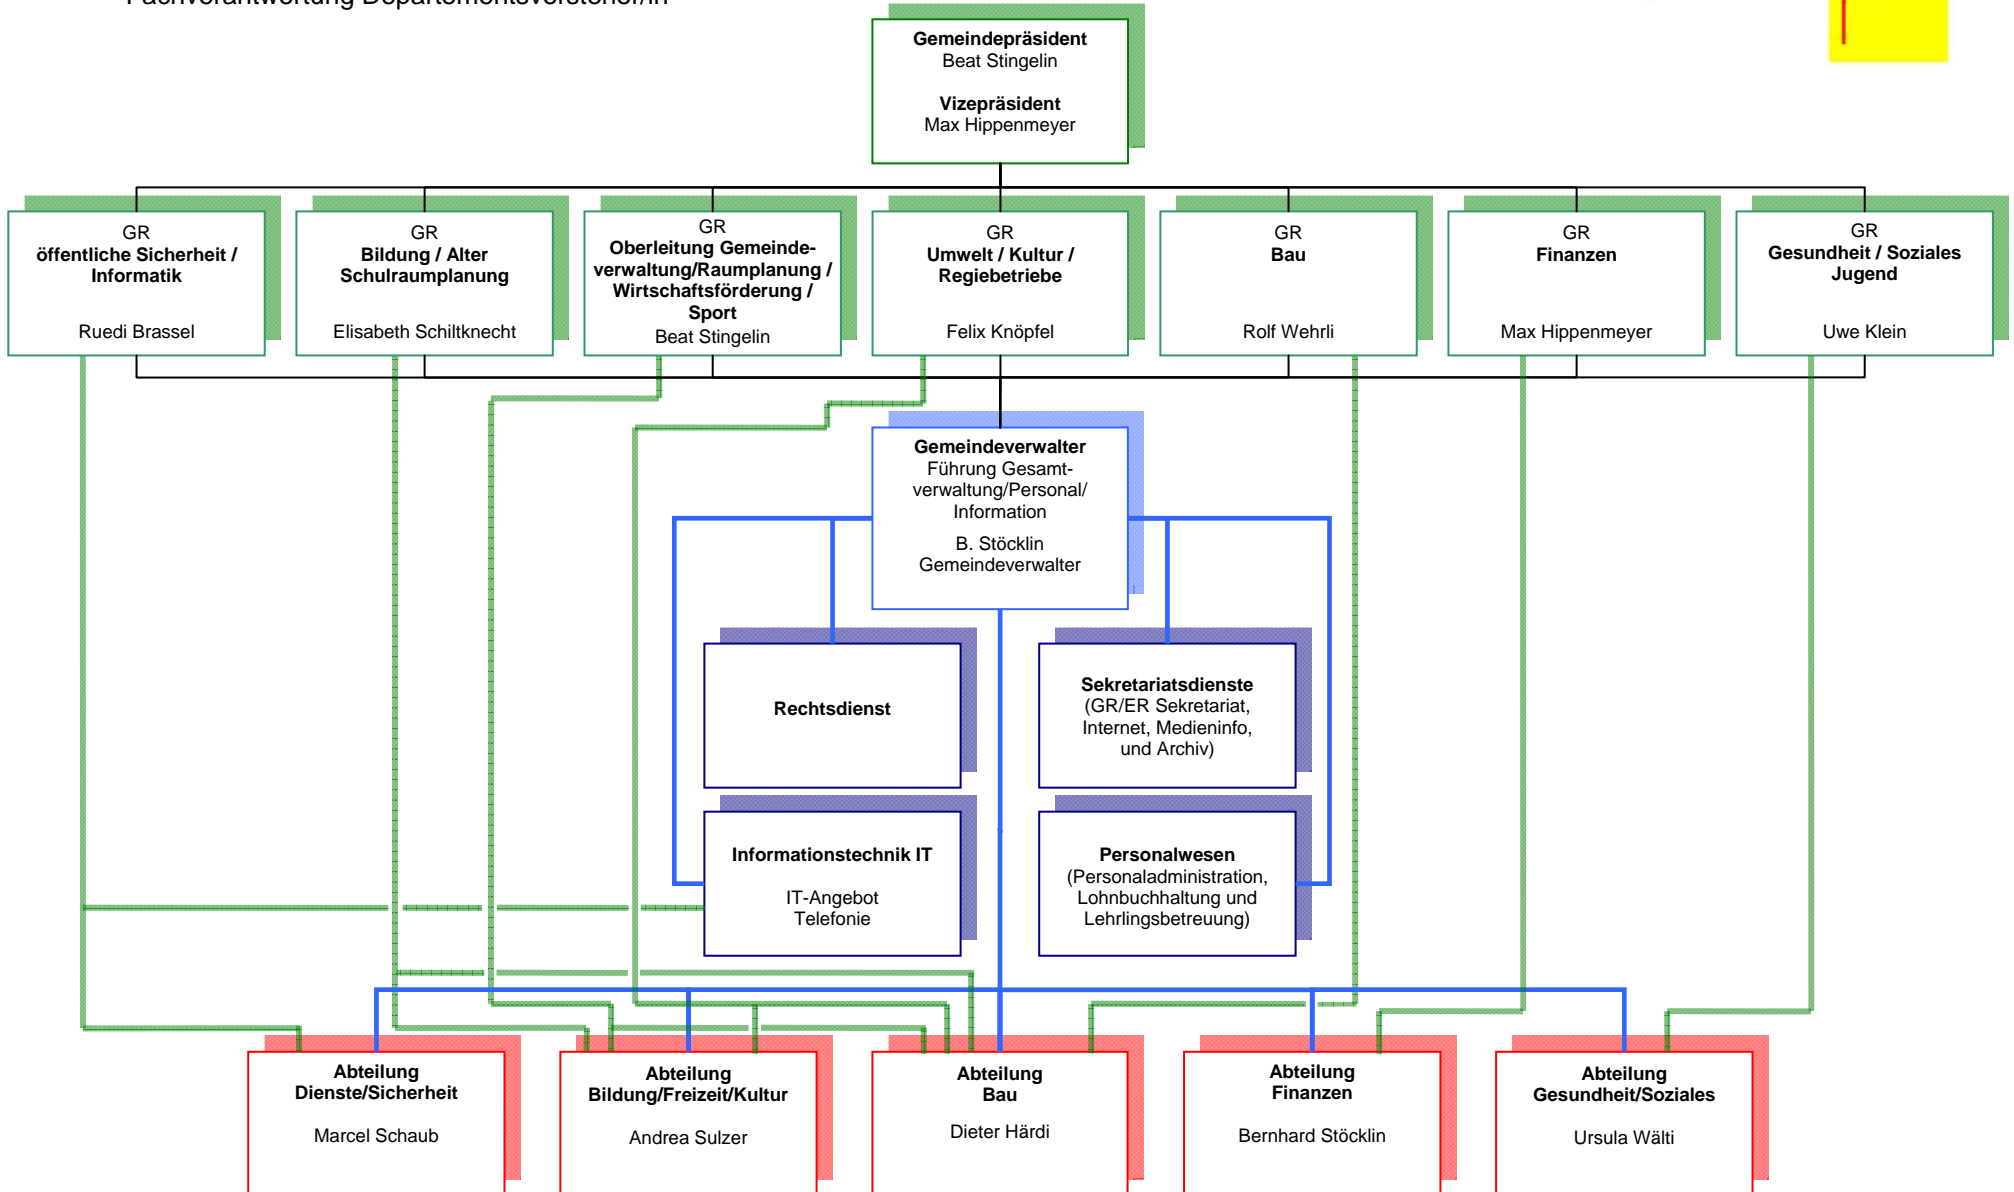 Fachverantwortung Departementsvorsteher/in
Gemeindepräsident
Beat Stingelin
Vizepräsident
Max Hippenmeyer
GR
öffentliche Sicherheit /
Informatik
Ruedi Brassel
GR
Bildung / Alter
Schulraumplanung
Elisabeth Schiltknecht
GR
Oberleitung Gemeinde-
verwaltung/Raumplanung /
Wirtschaftsförderung /
Sport
Beat Stingelin
GR
Umwelt / Kultur /
Regiebetriebe
Felix Knöpfel
GR
Bau
Rolf Wehrli
GR
Finanzen
Max Hippenmeyer
GR
Gesundheit / Soziales
Jugend
Uwe Klein
Gemeindeverwalter
Führung Gesamt-
verwaltung/Personal/
Information
B. Stöcklin
Gemeindeverwalter
Rechtsdienst
Sekretariatsdienste
(GR/ER Sekretariat,
Internet, Medieninfo,
und Archiv)
Informationstechnik IT
IT-Angebot
Telefonie
Personalwesen
(Personaladministration,
Lohnbuchhaltung und
Lehrlingsbetreuung)
Abteilung
Dienste/Sicherheit
Marcel Schaub
Abteilung
Bildung/Freizeit/Kultur
Andrea Sulzer
Abteilung
Bau
Dieter Härdi
Abteilung
Finanzen
Bernhard Stöcklin
Abteilung
Gesundheit/Soziales
Ursula Wälti